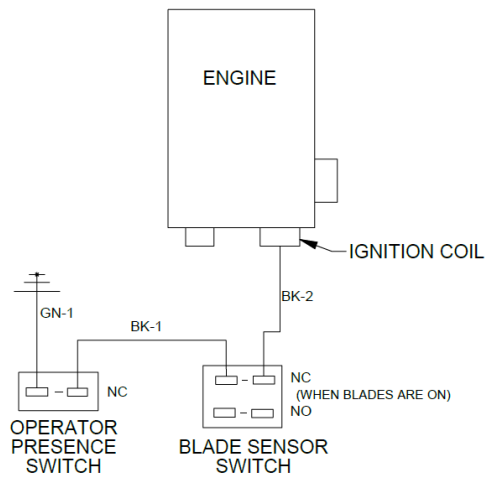 ENGINE
IGNITION COIL
BK-2
GN-1
BK-1
NC
NC
(WHEN BLADES ARE ON)
NO
OPERATOR
PRESENCE
SWITCH
BLADE SENSOR
SWITCH